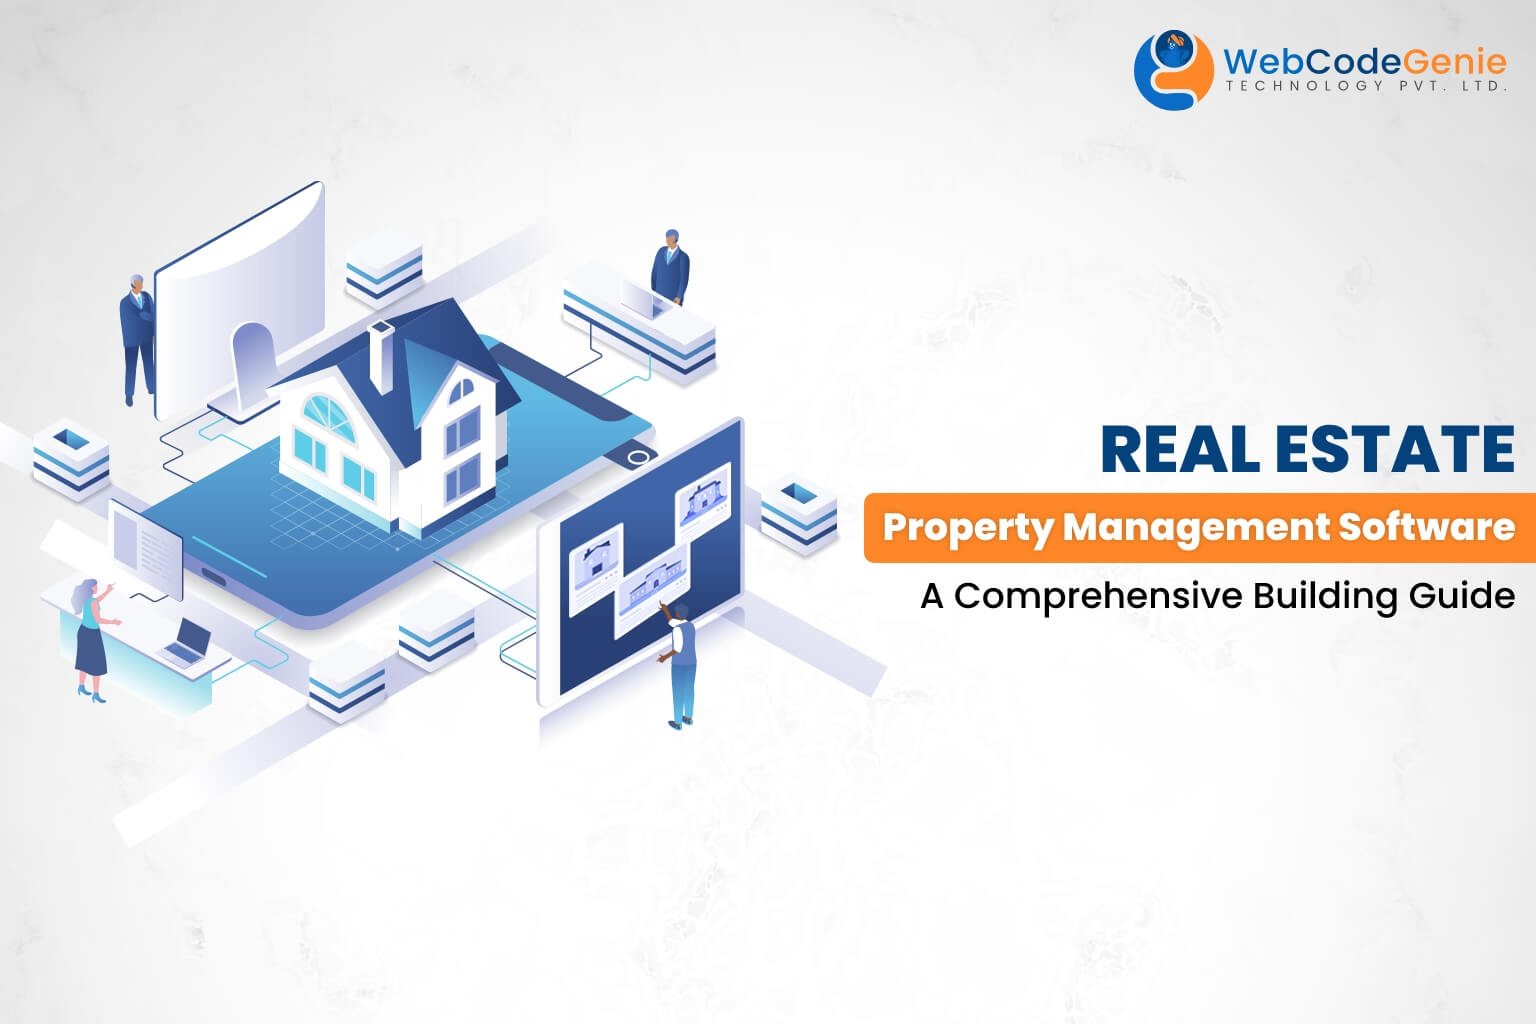 WebCodeGenie
TECHNOLOGY PVT. LTD.
REAL ESTATE
Property Management Software
A Comprehensive Building Guide